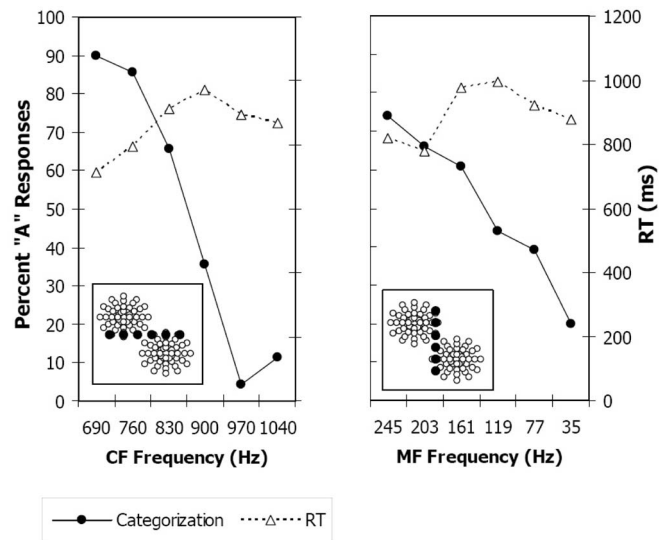 Percent "A" Responses
100
90
80
70
60
50
40
30
20
10
0
690 760 830 900 970 1040
CF Frequency (Hz)
245 203 161 119 77 35
MF Frequency (Hz)
1200
1000
800
600
400
200
0
RT (ms)
Categorization RT